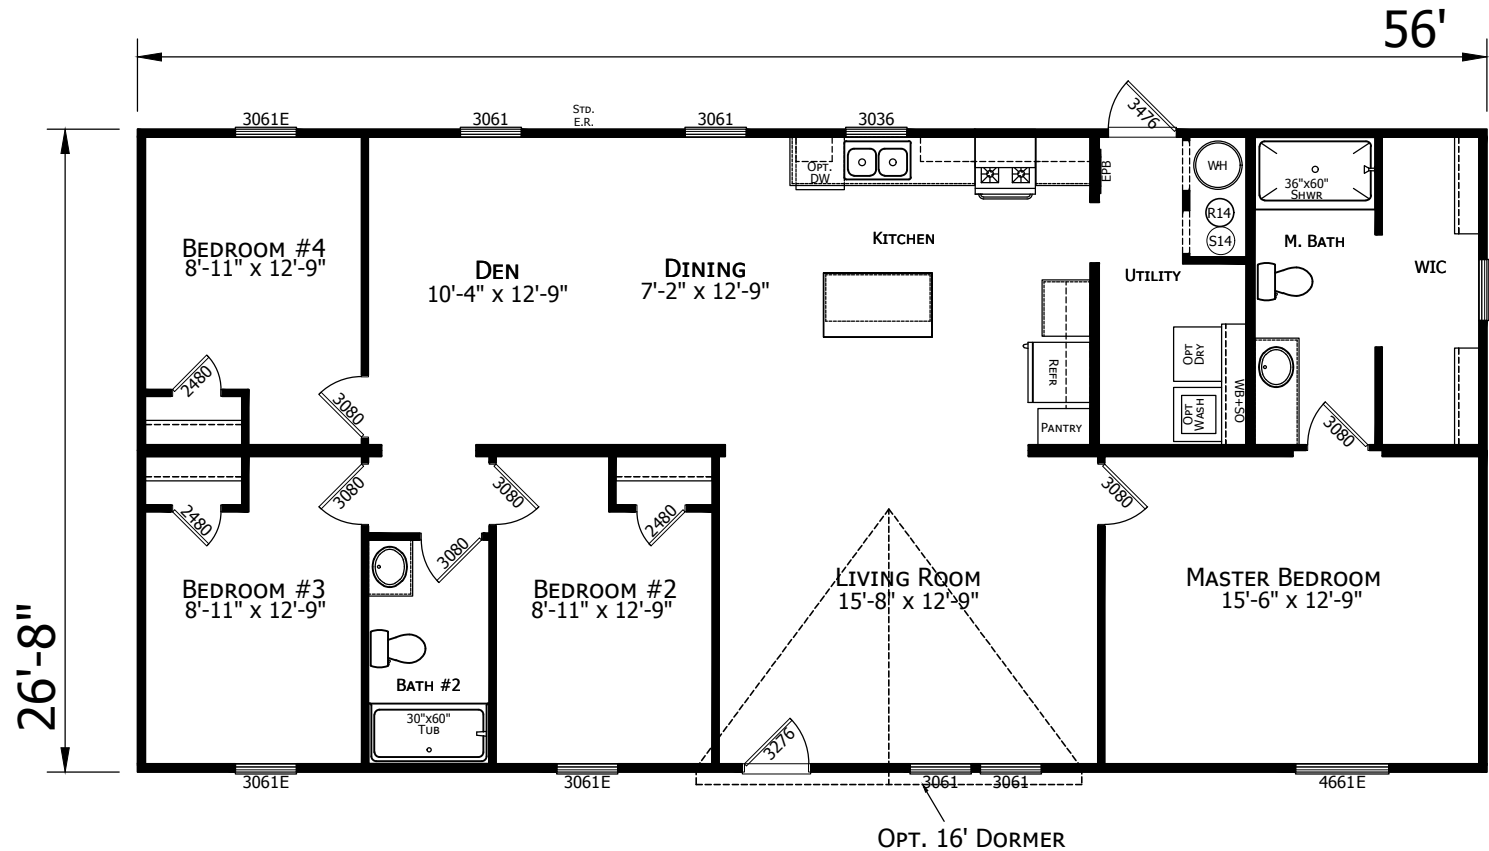 56'
3061E
3061
STD.
E.R.
3061
3036
3476
OPT.
DW
EPB
WH
R14
S14
36"x60"
SHWR
M. BATH
WIC
KITCHEN
UTILITY
BEDROOM #4
8'-11" x 12'-9"
DEN
10'-4" x 12'-9"
DINING
7'-2" x 12'-9"
2480
3080
REFR
PANTRY
OPT
DRY
OPT
WASH
WB+SO
3080
3080
2480
3080
2480
3080
3080
BEDROOM #3
8'-11" x 12'-9"
BEDROOM #2
8'-11" x 12'-9"
LIVING ROOM
15'-8" x 12'-9"
MASTER BEDROOM
15'-6" x 12'-9"
26'-8"
BATH #2
30"x60"
TUB
3276
3061E
3061E
3061
3061
4661E
OPT. 16' DORMER